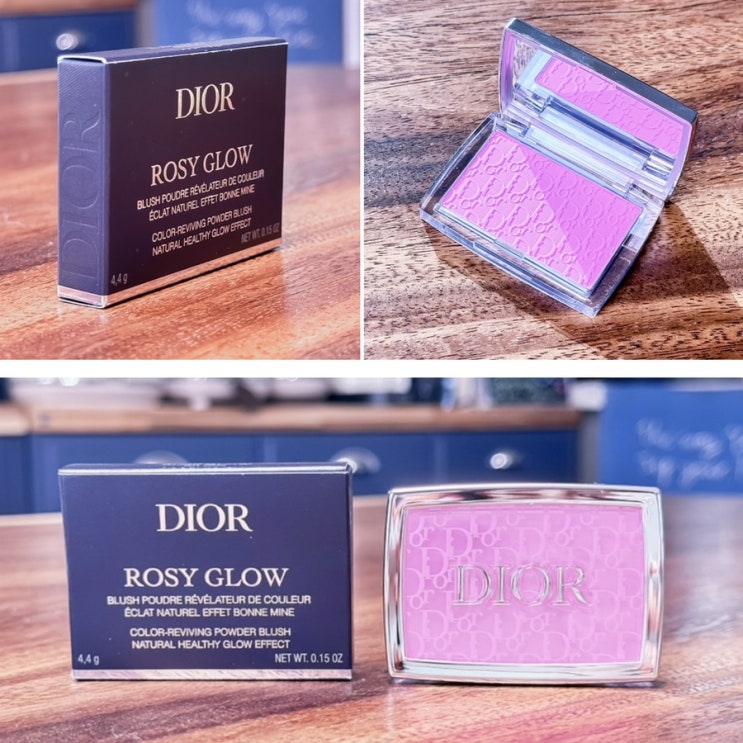 DIOR
DIOR
ROSY GLOW
BLUSH POUDRE RÉVÉLATEUR DE COULEUR
ÉCLAT NATUREL EFFET BONNE MINE
COLOR-REVIVING POWDER BLUSH
NATURAL HEALTHY GLOW EFFECT
4,4 g
NET WT. 0.15 OZ
DIOR
ROSY GLOW
BLUSH POUDRE RÉVÉLATEUR DE COULEUR
ÉCLAT NATUREL EFFET BONNE MINE
COLOR-REVIVING POWDER BLUSH
NATURAL HEALTHY GLOW EFFECT
4,4 g
NET WT. 0.15 OZ
DIOR